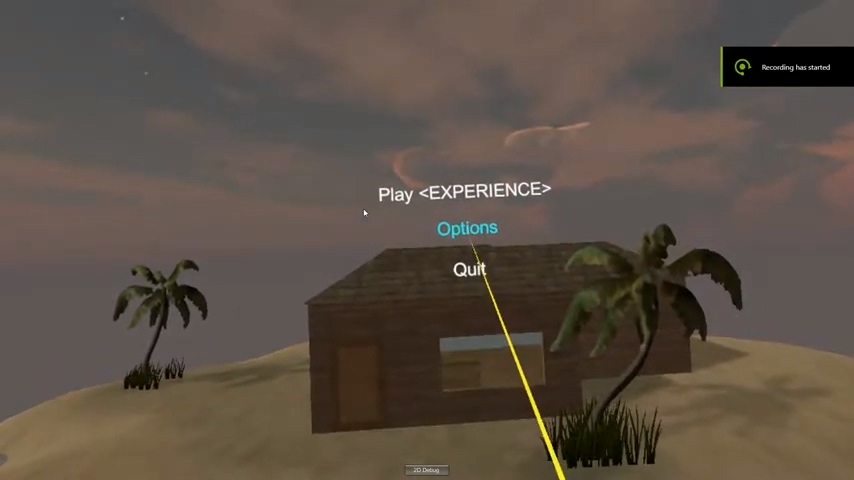 Recording has started
Play <EXPERIENCE>
Options
Quit
2D Debug